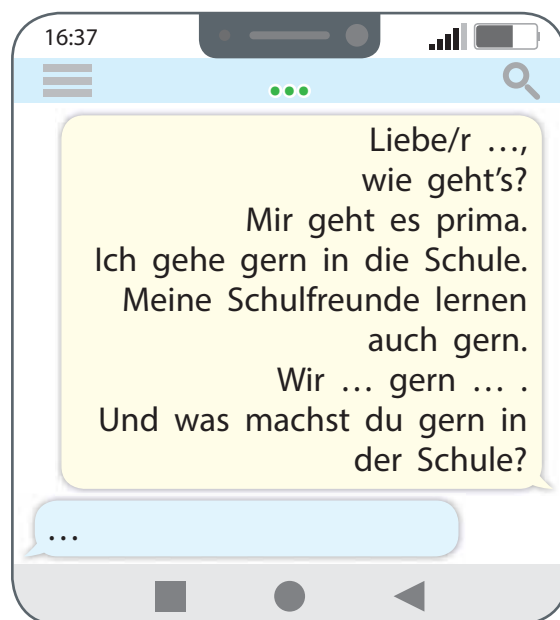 16:37
Liebe/r …,
wie geht’s?
Mir geht es prima.
Ich gehe gern in die Schule.
Meine Schulfreunde lernen
auch gern.
Wir … gern … .
Und was machst du gern in
der Schule?
…